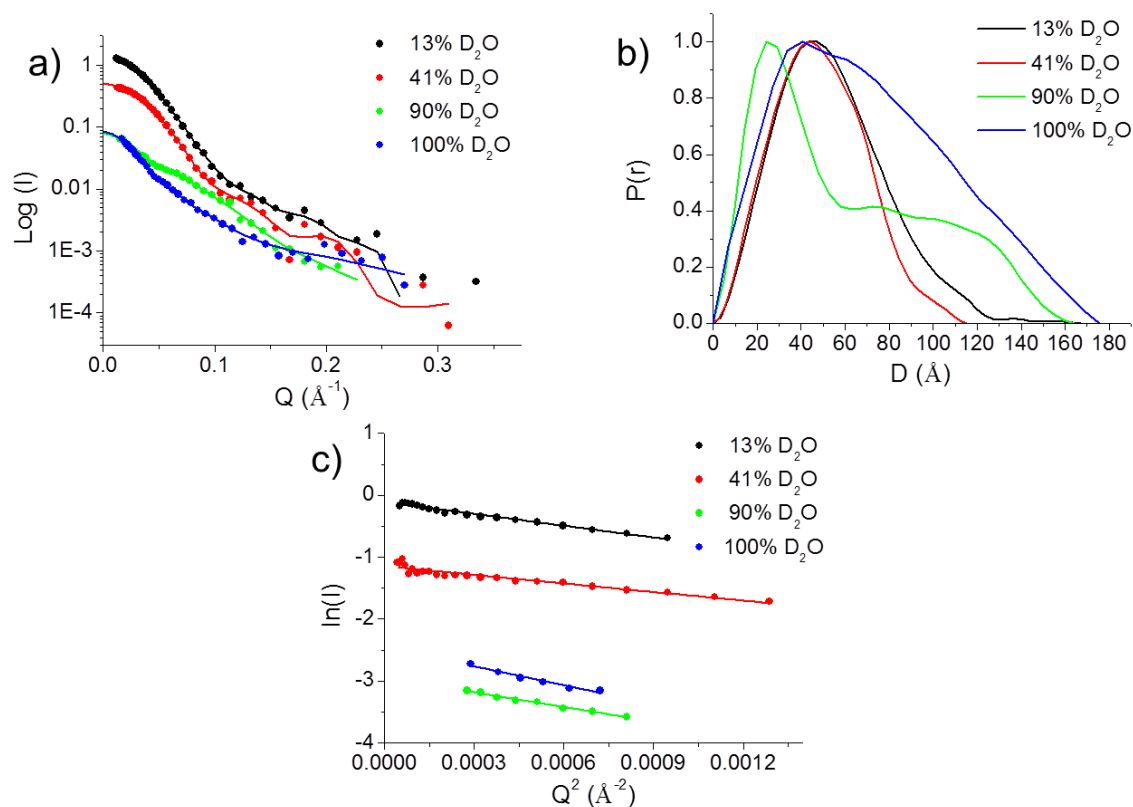 a)
13% D₂O
41% D₂O
90% D₂O
100% D₂O
Log (I)
1
0.1
0.01
1E-3
1E-4
0.0 0.1 0.2 0.3
Q (Å⁻¹)
b)
13% D₂O
41% D₂O
90% D₂O
100% D₂O
P(r)
1.0
0.8
0.6
0.4
0.2
0.0
0 20 40 60 80 100 120 140 160 180
D (Å)
c)
13% D₂O
41% D₂O
90% D₂O
100% D₂O
ln(I)
1
0
-1
-2
-3
-4
0.0000 0.0003 0.0006 0.0009 0.0012
Q² (Å⁻²)